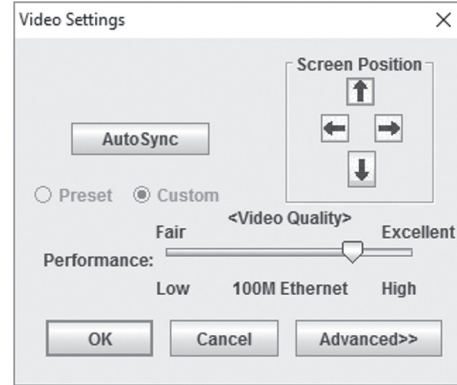 Video Settings
Screen Position
AutoSync
Preset Custom
<Video Quality>
Fair Excellent
Performance:
Low 100M Ethernet High
OK Cancel Advanced>>